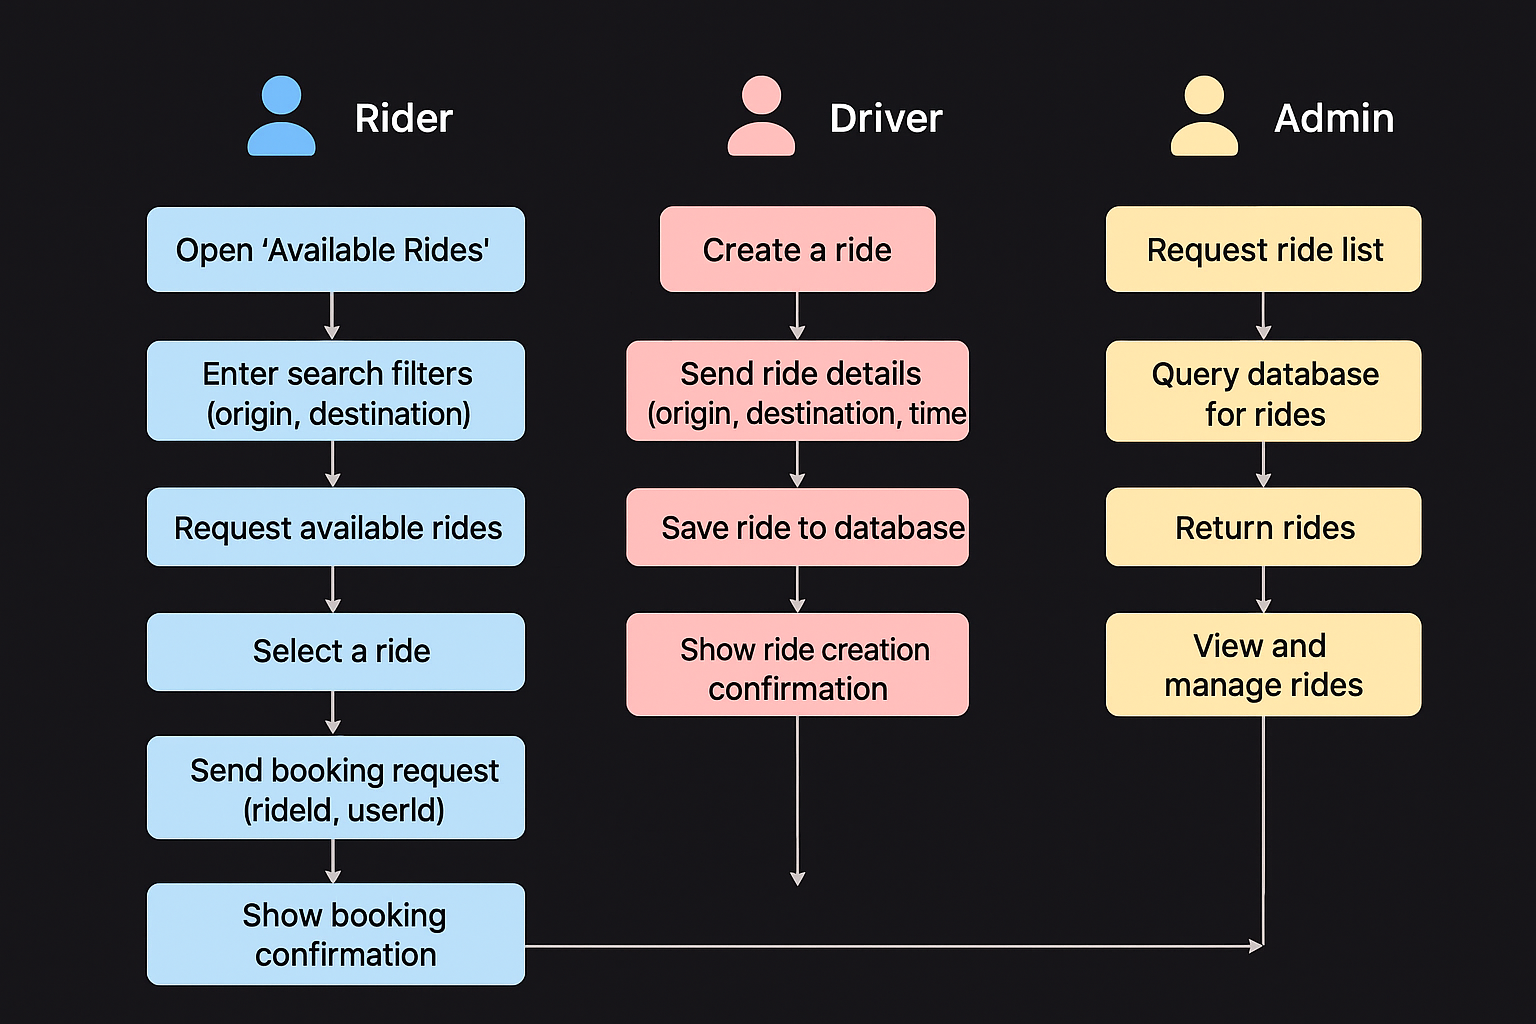 Rider
Open ‘Available Rides'
Enter search filters
(origin, destination)
Request available rides
Select a ride
Send booking request
(rideId, userId)
Show booking
confirmation
Driver
Create a ride
Send ride details
(origin, destination, time
Save ride to database
Show ride creation
confirmation
Admin
Request ride list
Query database
for rides
Return rides
View and
manage rides